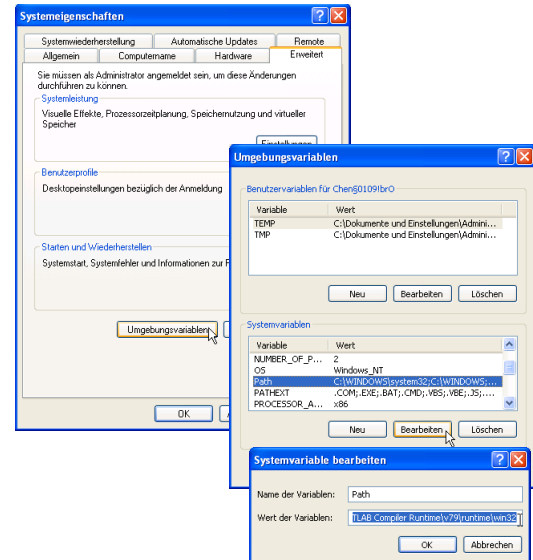 Systemeigenschaften
Systemwiederherstellung Automatische Updates Remote
Allgemein Computername Hardware Erweitert
Sie müssen als Administrator angemeldet sein, um diese Änderungen
durchführen zu können.
Systemleistung
Visuelle Effekte, Prozessorzeitplanung, Speichernutzung und virtueller
Speicher
Benutzerprofile
Desktopeinstellungen bezüglich der Anmeldung
Starten und Wiederherstellen
Systemstart, Systemfehler und Informationen zur F
Umgebungsvariablen
OK
Umgebungsvariablen
Benutzervariablen für Chen§0109!brO
Variable Wert
TEMP C:\Dokumente und Einstellungen\Admini...
TMP C:\Dokumente und Einstellungen\Admini...
Neu Bearbeiten Löschen
Systemvariablen
Variable Wert
NUMBER_OF_P... 2
OS Windows_NT
Path C:\WINDOWS\system32;C:\WINDOWS;...
PATHEXT .COM;.EXE;.BAT;.CMD;.VBS;.VBE;.JS;....
PROCESSOR_A... x86
Neu Bearbeiten Löschen
Systemvariable bearbeiten
Name der Variablen: Path
Wert der Variablen: TLAB Compiler Runtime\v79\runtime\win32
OK Abbrechen